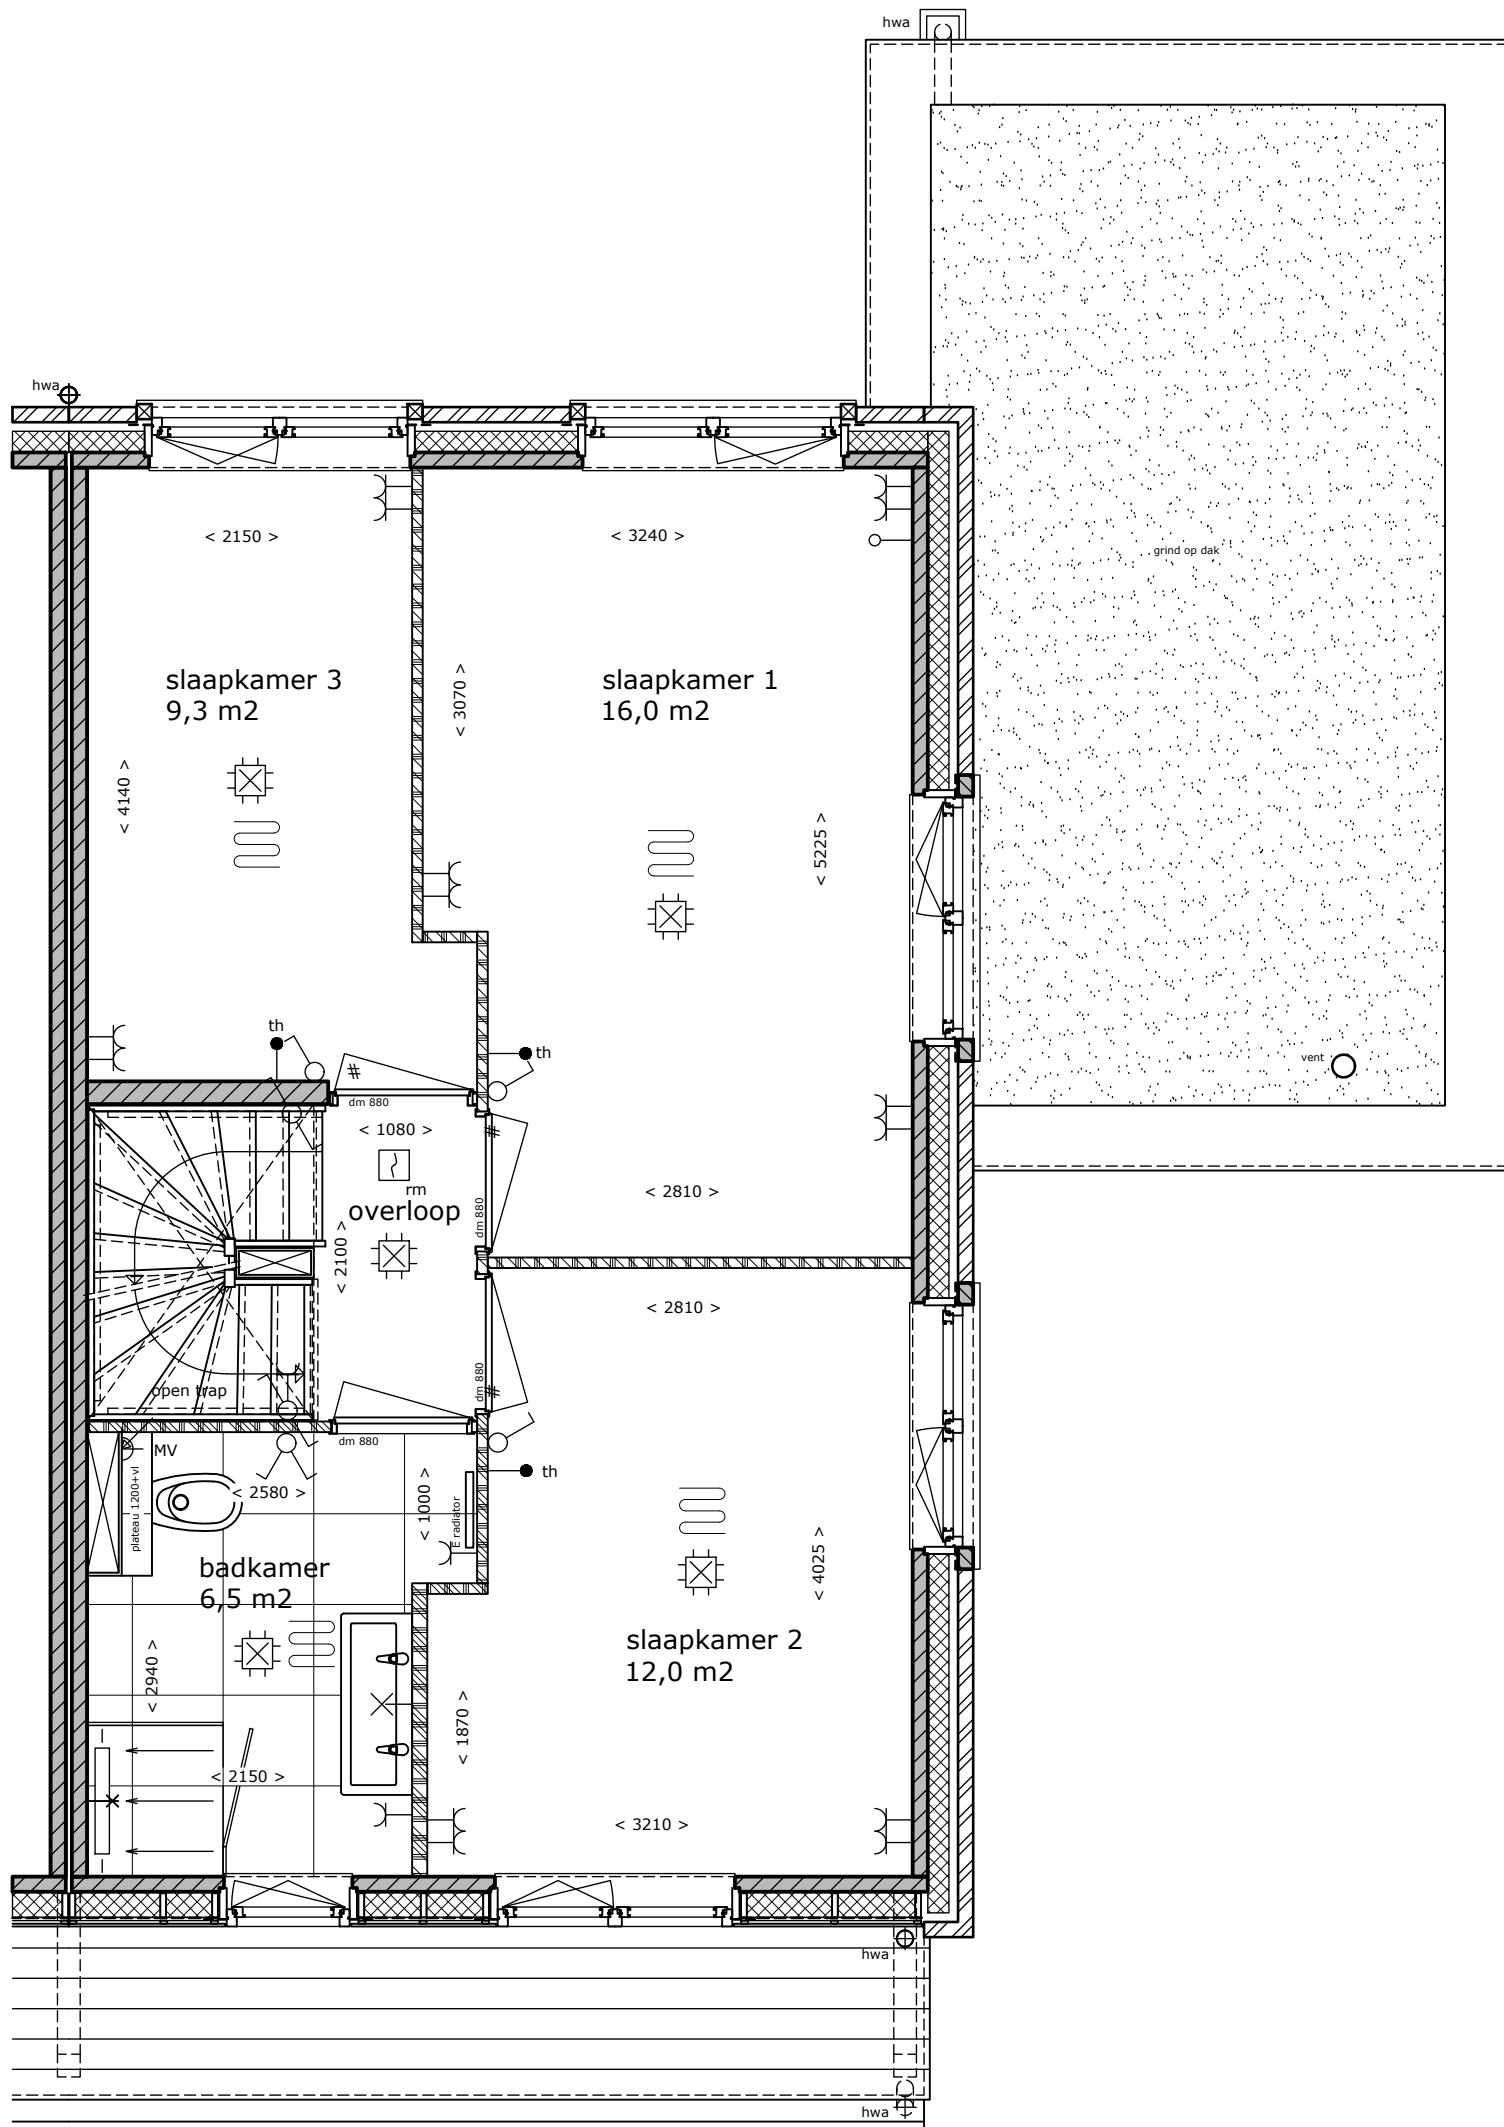 hwa
hwa
< 2150 >
< 3240 >
grind op dak
slaapkamer 3
9,3 m2
< 3070 >
slaapkamer 1
16,0 m2
< 4140 >
< 5225 >
th
th
#
vent
dm 880
< 1080 >
#
rm
overloop
< 2100 >
dm 880
< 2810 >
< 2810 >
open trap
dm 880
#
dm 880
MV
plateau 1200+vl
< 2580 >
< 1000 >
E radiator
th
badkamer
6,5 m2
< 4025 >
slaapkamer 2
12,0 m2
< 2940 >
< 1870 >
< 2150 >
< 3210 >
hwa
hwa